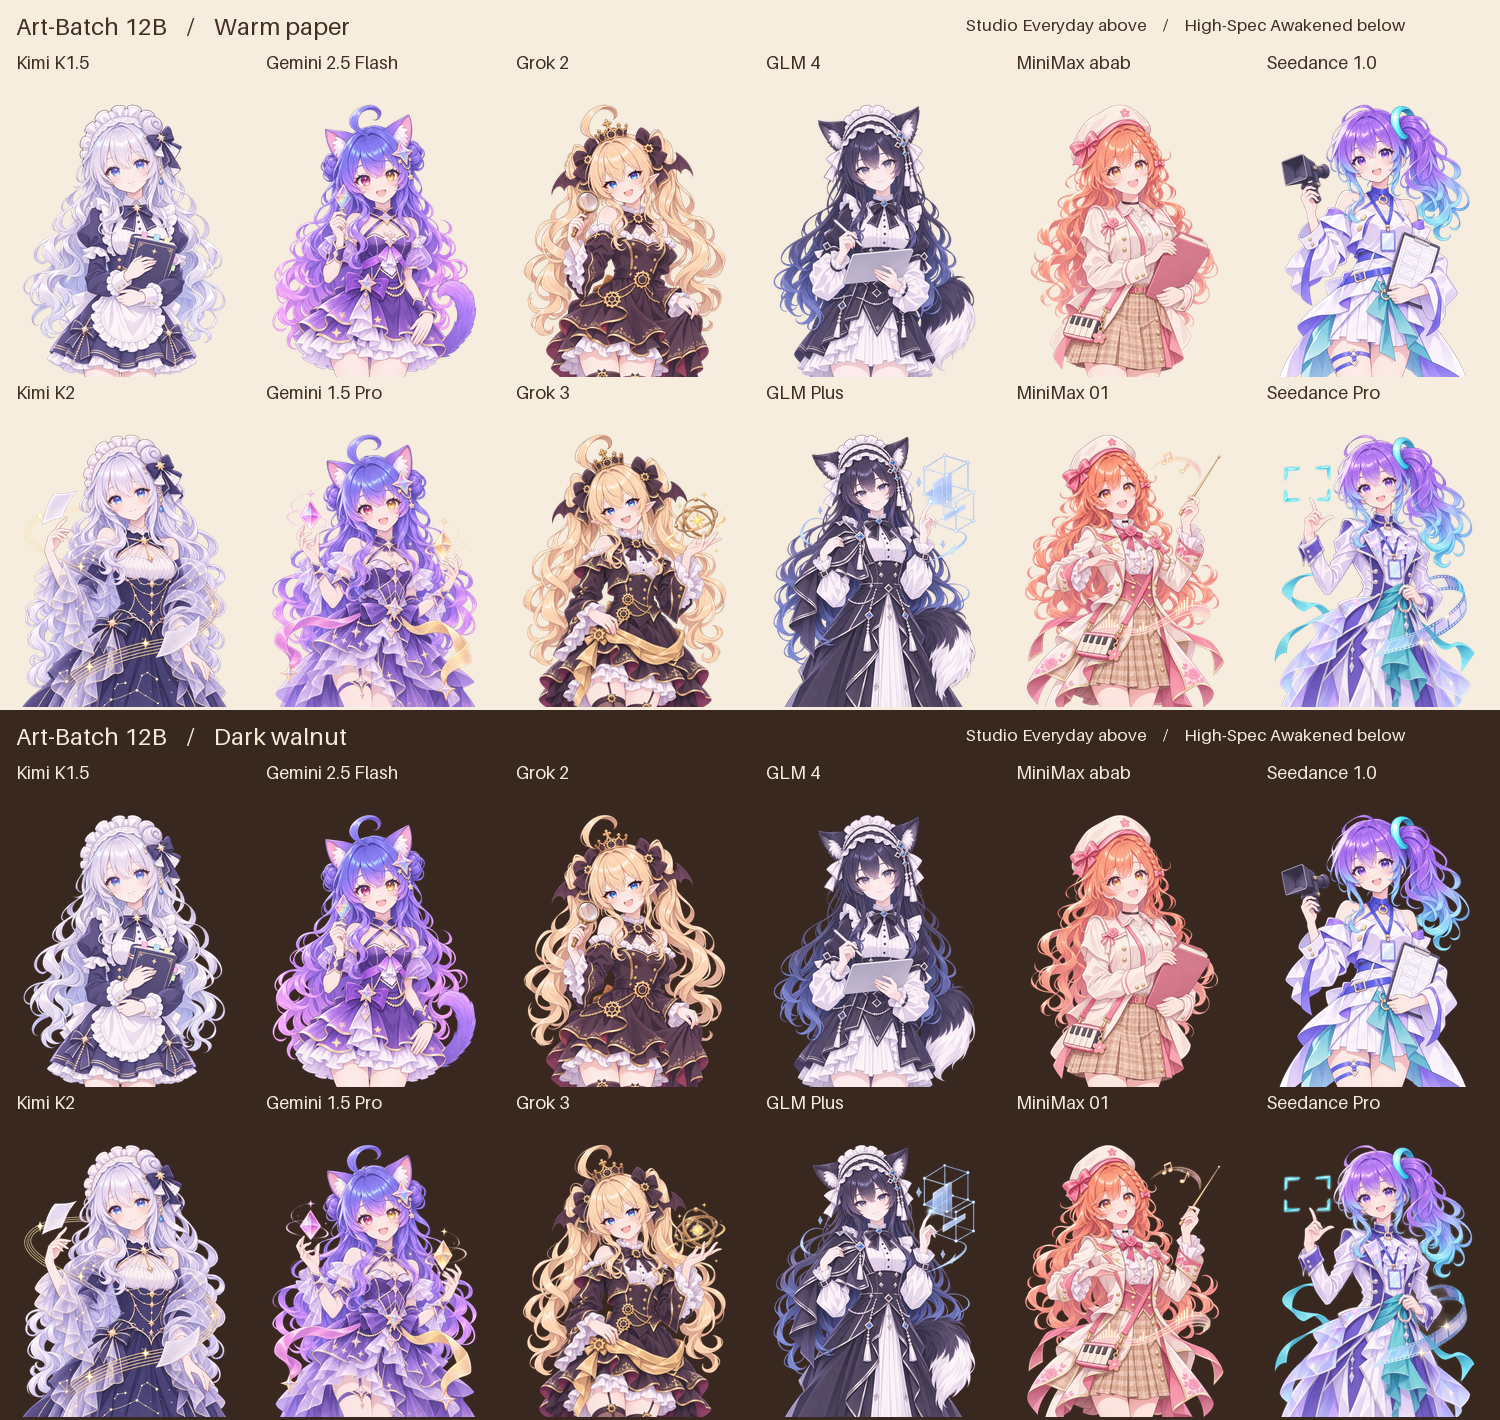 Art-Batch 12B / Warm paper
Studio Everyday above / High-Spec Awakened below
Kimi K1.5
Gemini 2.5 Flash
Grok 2
GLM 4
MiniMax abab
Seedance 1.0
Kimi K2
Gemini 1.5 Pro
Grok 3
GLM Plus
MiniMax 01
Seedance Pro
Art-Batch 12B / Dark walnut
Studio Everyday above / High-Spec Awakened below
Kimi K1.5
Gemini 2.5 Flash
Grok 2
GLM 4
MiniMax abab
Seedance 1.0
Kimi K2
Gemini 1.5 Pro
Grok 3
GLM Plus
MiniMax 01
Seedance Pro